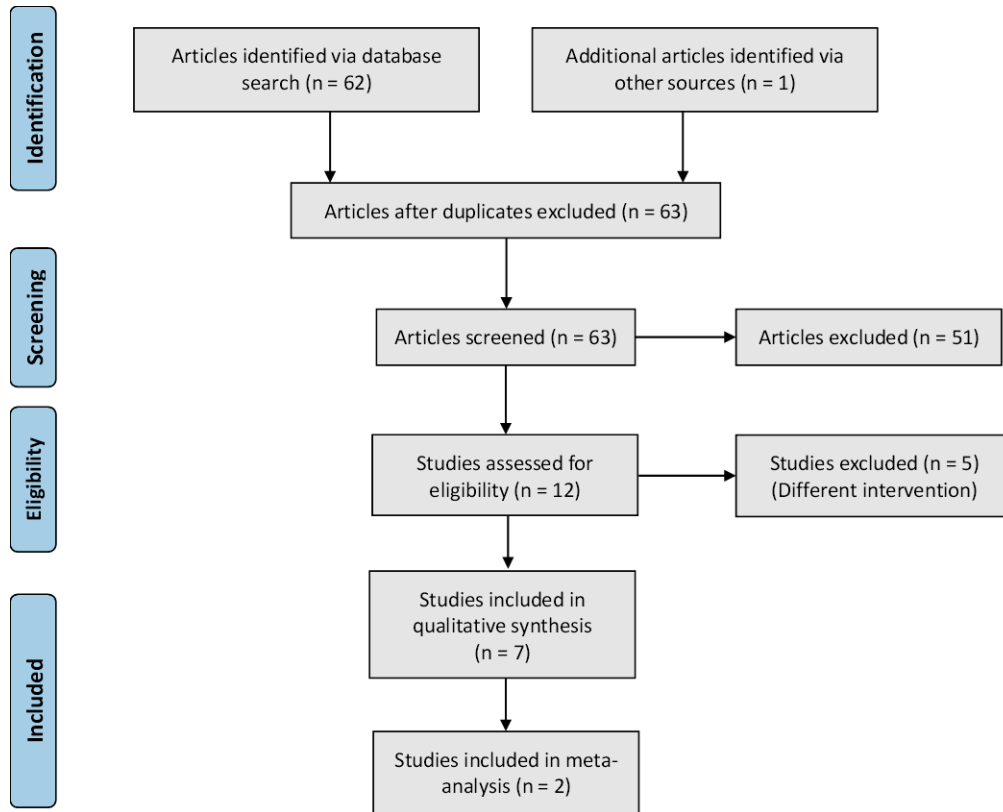 Identification
Articles identified via database
search (n = 62)
Additional articles identified via
other sources (n = 1)
Articles after duplicates excluded (n = 63)
Screening
Articles screened (n = 63)
Articles excluded (n = 51)
Eligibility
Studies assessed for
eligibility (n = 12)
Studies excluded (n = 5)
(Different intervention)
Included
Studies included in
qualitative synthesis
(n = 7)
Studies included in meta-
analysis (n = 2)